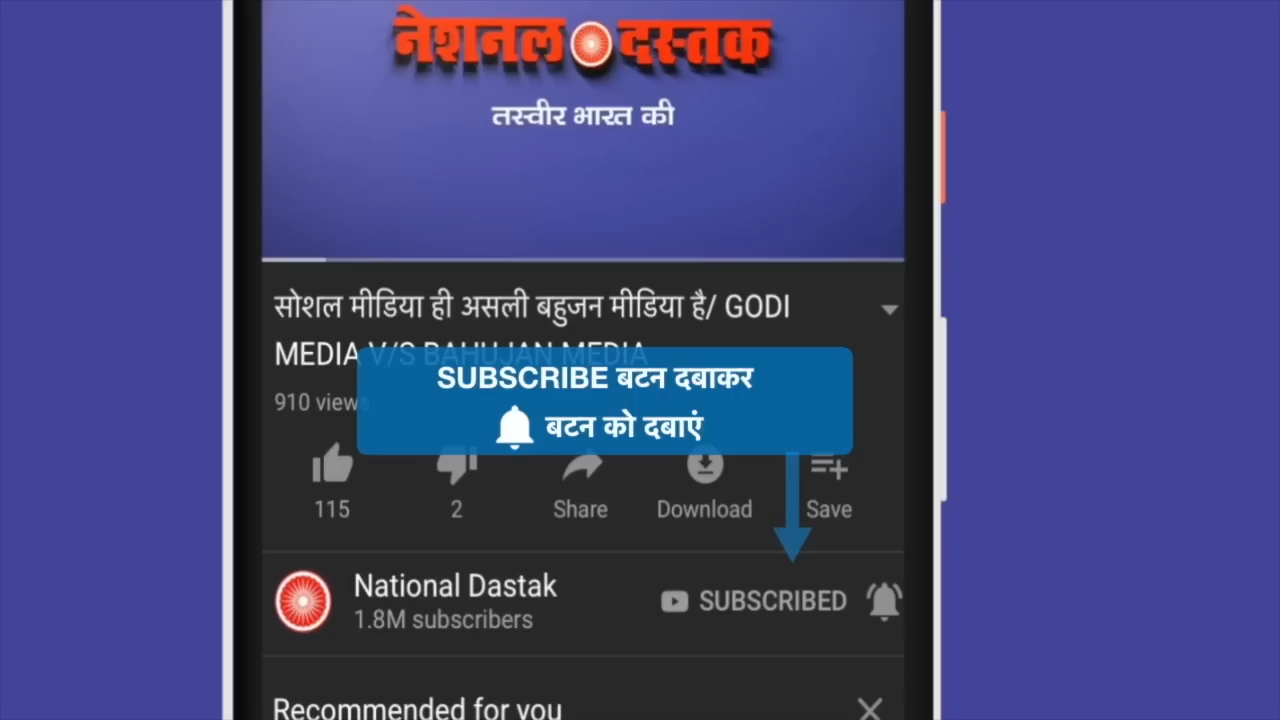 नेशनल दस्तक
तस्वीर भारत की
सोशल मीडिया ही असली बहुजन मीडिया है/ GODI
MEDIA V/S BAHUJAN MEDIA
910 views
SUBSCRIBE बटन दबाकर
बटन को दबाएं
115
2
Share
Download
Save
National Dastak
1.8M subscribers
SUBSCRIBED
Recommended for you